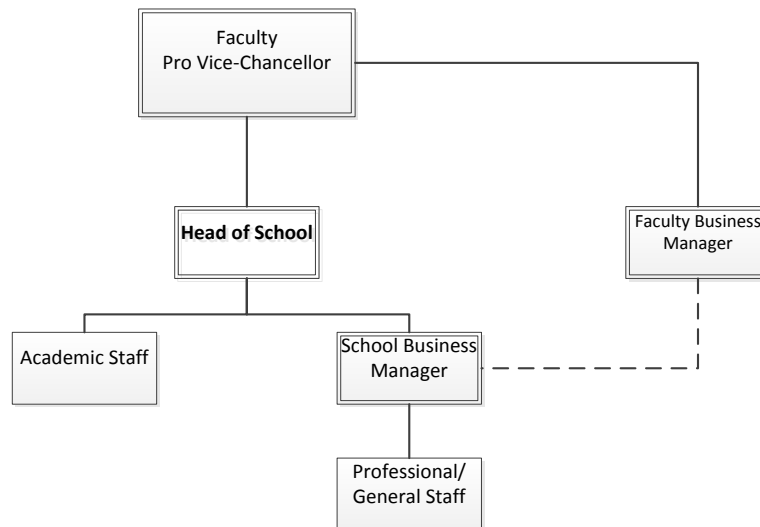 Faculty
Pro Vice-Chancellor
Head of School
Faculty Business
Manager
Academic Staff
School Business
Manager
Professional/
General Staff